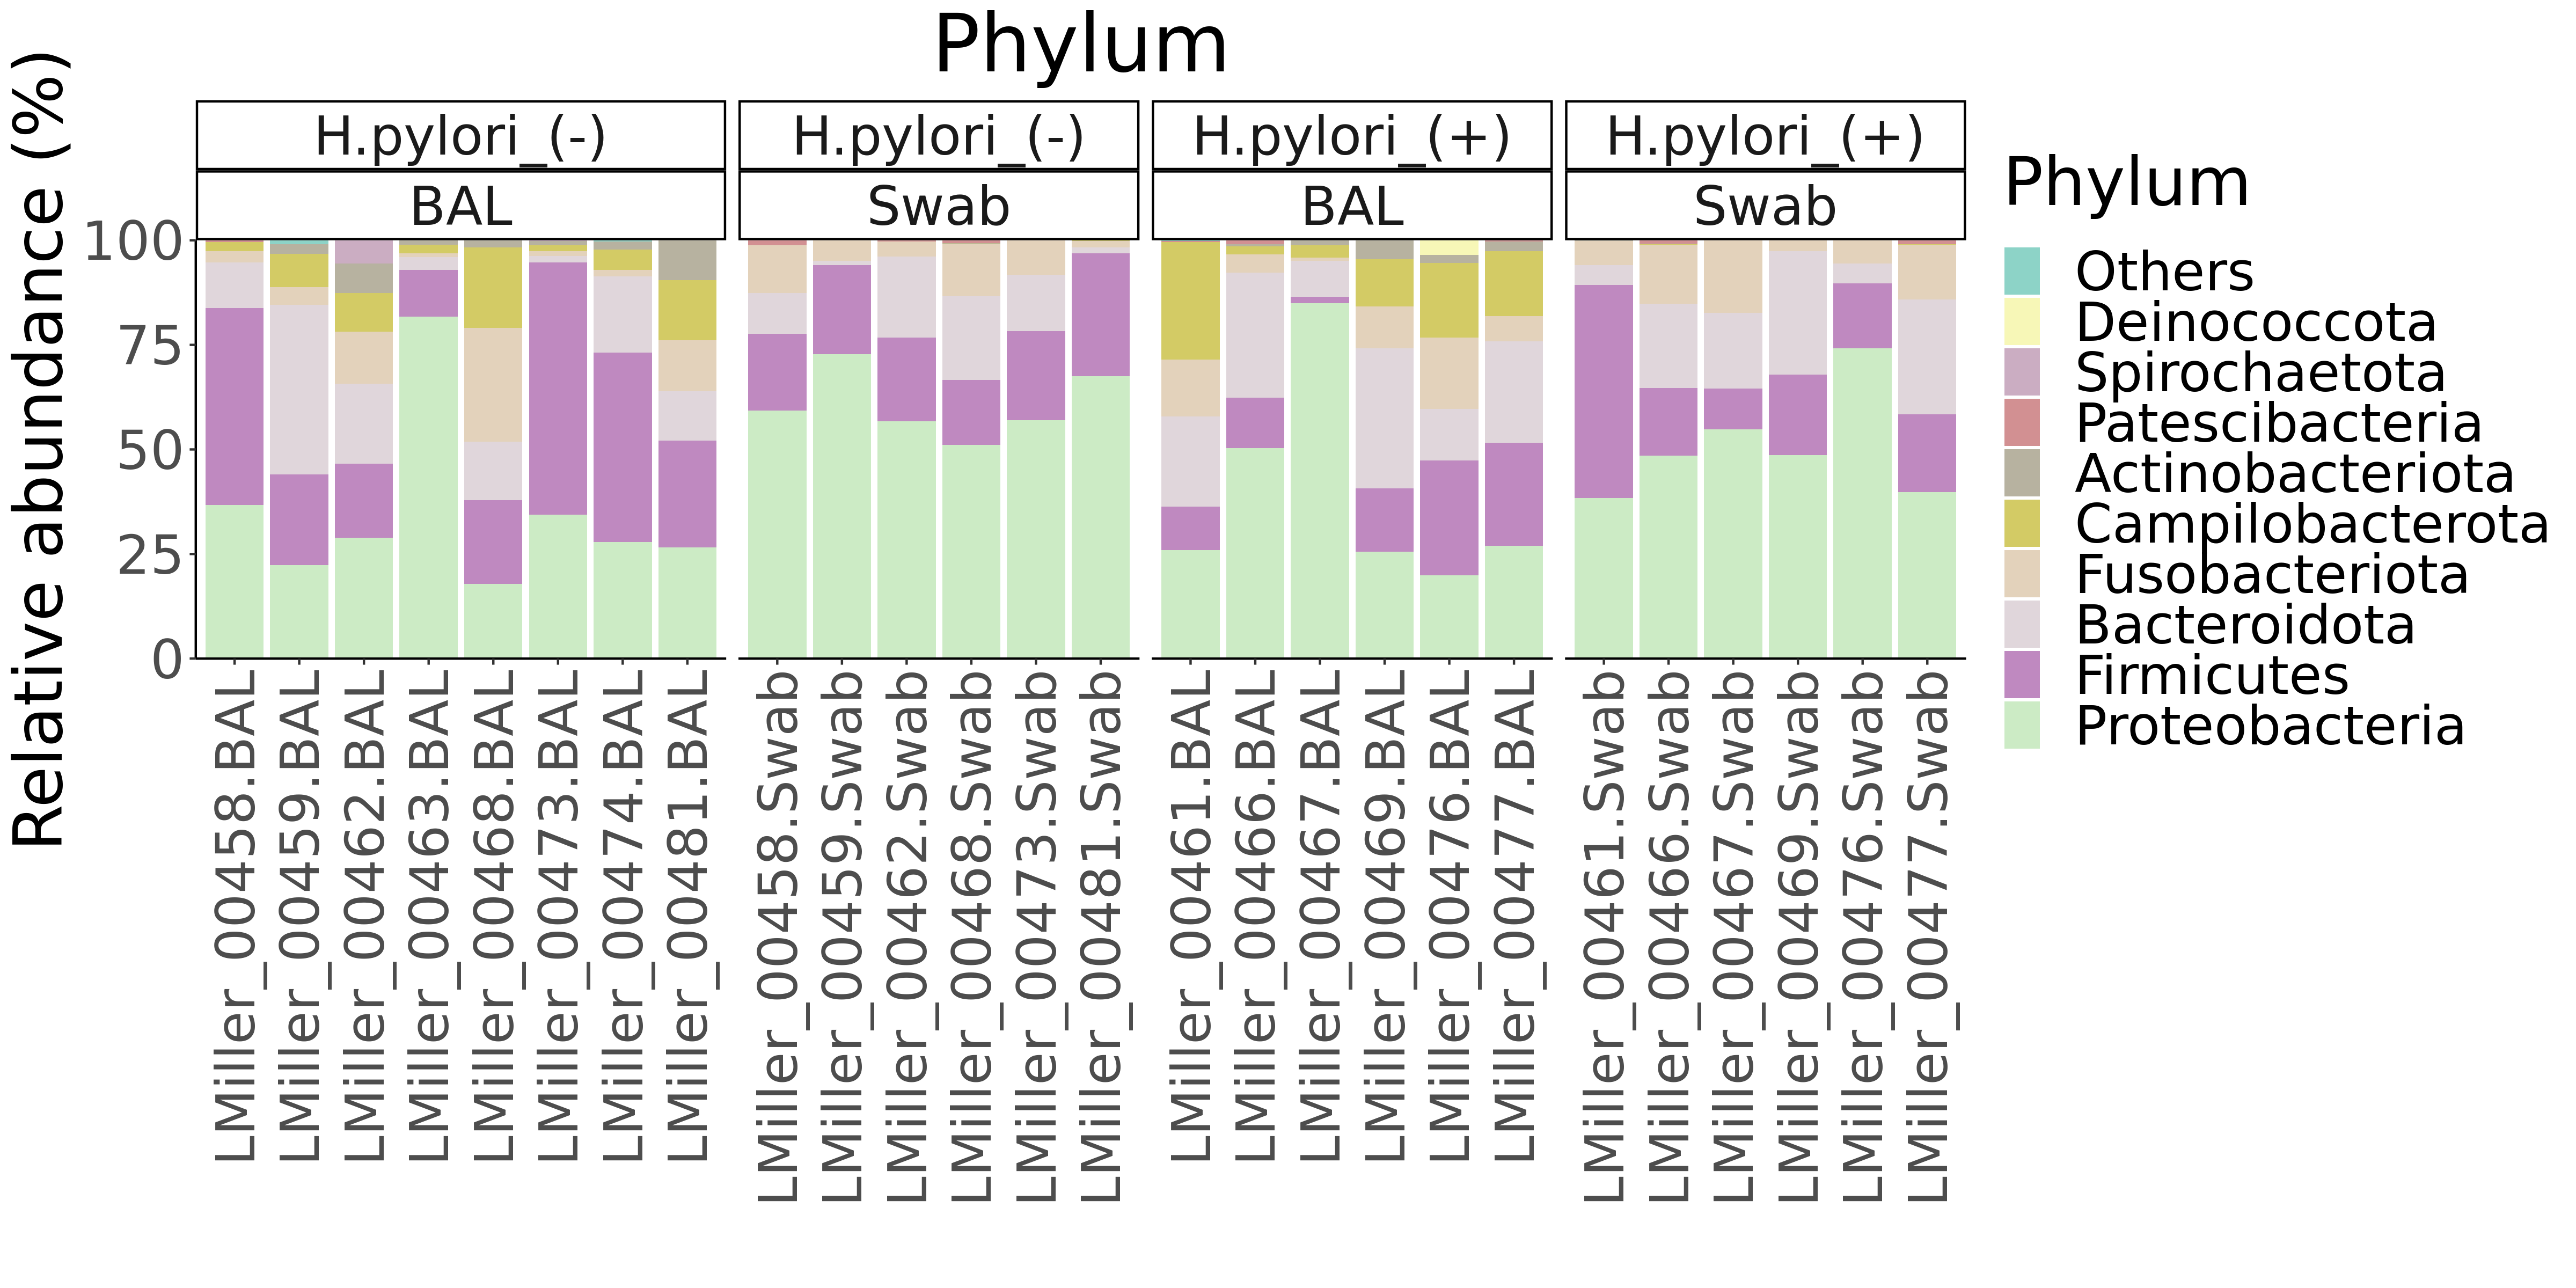 Phylum
H.pylori_(-)
H.pylori_(-)
H.pylori_(+)
H.pylori_(+)
BAL
Swab
BAL
Swab
Relative abundance (%)
100
75
50
25
0
LMiller_00458.BAL
LMiller_00459.BAL
LMiller_00462.BAL
LMiller_00463.BAL
LMiller_00468.BAL
LMiller_00473.BAL
LMiller_00474.BAL
LMiller_00481.BAL
LMiller_00458.Swab
LMiller_00459.Swab
LMiller_00462.Swab
LMiller_00468.Swab
LMiller_00473.Swab
LMiller_00481.Swab
LMiller_00461.BAL
LMiller_00466.BAL
LMiller_00467.BAL
LMiller_00469.BAL
LMiller_00476.BAL
LMiller_00477.BAL
LMiller_00461.Swab
LMiller_00466.Swab
LMiller_00467.Swab
LMiller_00469.Swab
LMiller_00476.Swab
LMiller_00477.Swab
Phylum
Others
Deinococcota
Spirochaetota
Patescibacteria
Actinobacteriota
Campilobacterota
Fusobacteriota
Bacteroidota
Firmicutes
Proteobacteria